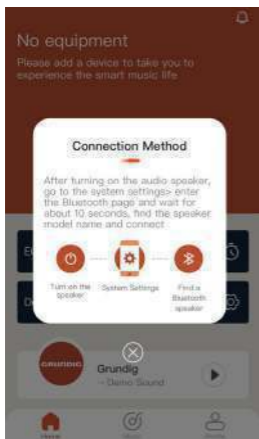 No equipment
Please add a device to take you to
experience the smart music life
Connection Method
After turning on the audio speaker,
go to the system settings> enter
the Bluetooth page and wait for
about 10 seconds, find the speaker
model name and connect
Turn on the
speaker
System Settings
Find a
Bluetooth
speaker
GRUNDIG
Grundig
Demo Sound
Home